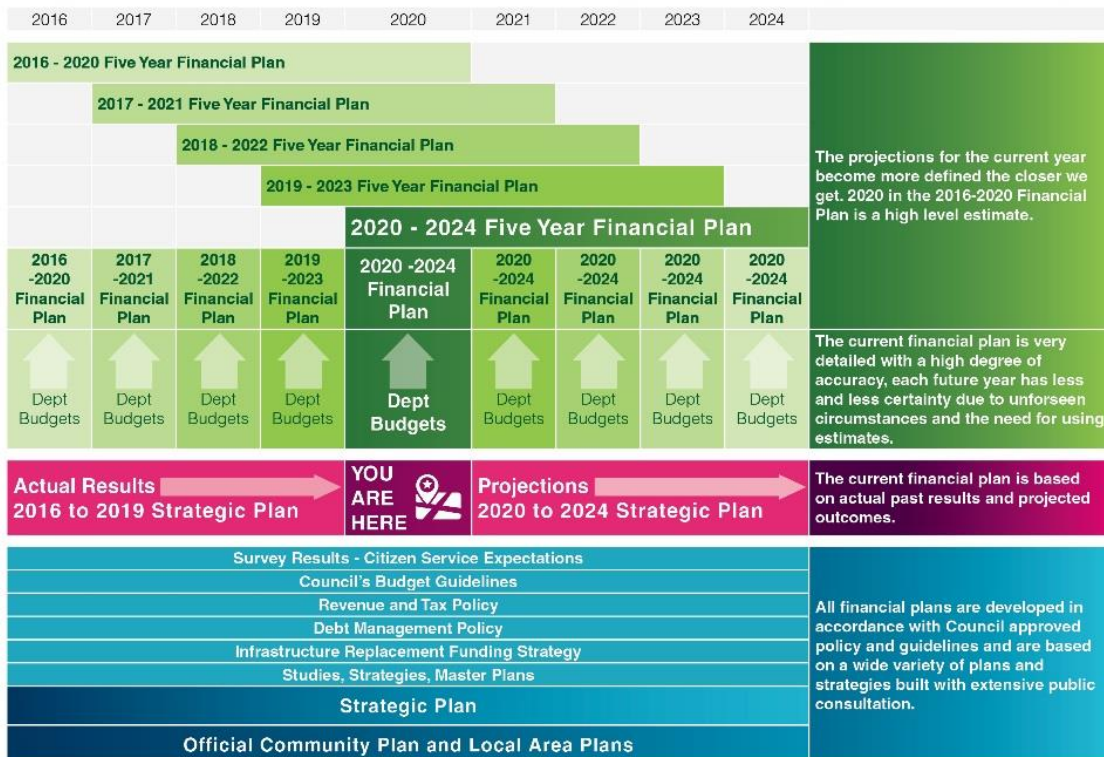 2016 2017 2018 2019 2020 2021 2022 2023 2024
2016 - 2020 Five Year Financial Plan
2017 - 2021 Five Year Financial Plan
2018 - 2022 Five Year Financial Plan
2019 - 2023 Five Year Financial Plan
2020 - 2024 Five Year Financial Plan
The projections for the current year
become more defined the closer we
get. 2020 in the 2016-2020 Financial
Plan is a high level estimate.
2016
-2020
Financial
Plan
2017
-2021
Financial
Plan
2018
-2022
Financial
Plan
2019
-2023
Financial
Plan
2020 -2024
Financial
Plan
2020
-2024
Financial
Plan
2020
-2024
Financial
Plan
2020
-2024
Financial
Plan
2020
-2024
Financial
Plan
Dept
Budgets
Dept
Budgets
Dept
Budgets
Dept
Budgets
Dept
Budgets
Dept
Budgets
Dept
Budgets
Dept
Budgets
Dept
Budgets
The current financial plan is very
detailed with a high degree of
accuracy, each future year has less
and less certainty due to unforseen
circumstances and the need for using
estimates.
Actual Results
2016 to 2019 Strategic Plan
YOU
ARE
HERE
Projections
2020 to 2024 Strategic Plan
The current financial plan is based
on actual past results and projected
outcomes.
Survey Results - Citizen Service Expectations
Council's Budget Guidelines
Revenue and Tax Policy
Debt Management Policy
Infrastructure Replacement Funding Strategy
Studies, Strategies, Master Plans
Strategic Plan
Official Community Plan and Local Area Plans
All financial plans are developed in
accordance with Council approved
policy and guidelines and are based
on a wide variety of plans and
strategies built with extensive public
consultation.